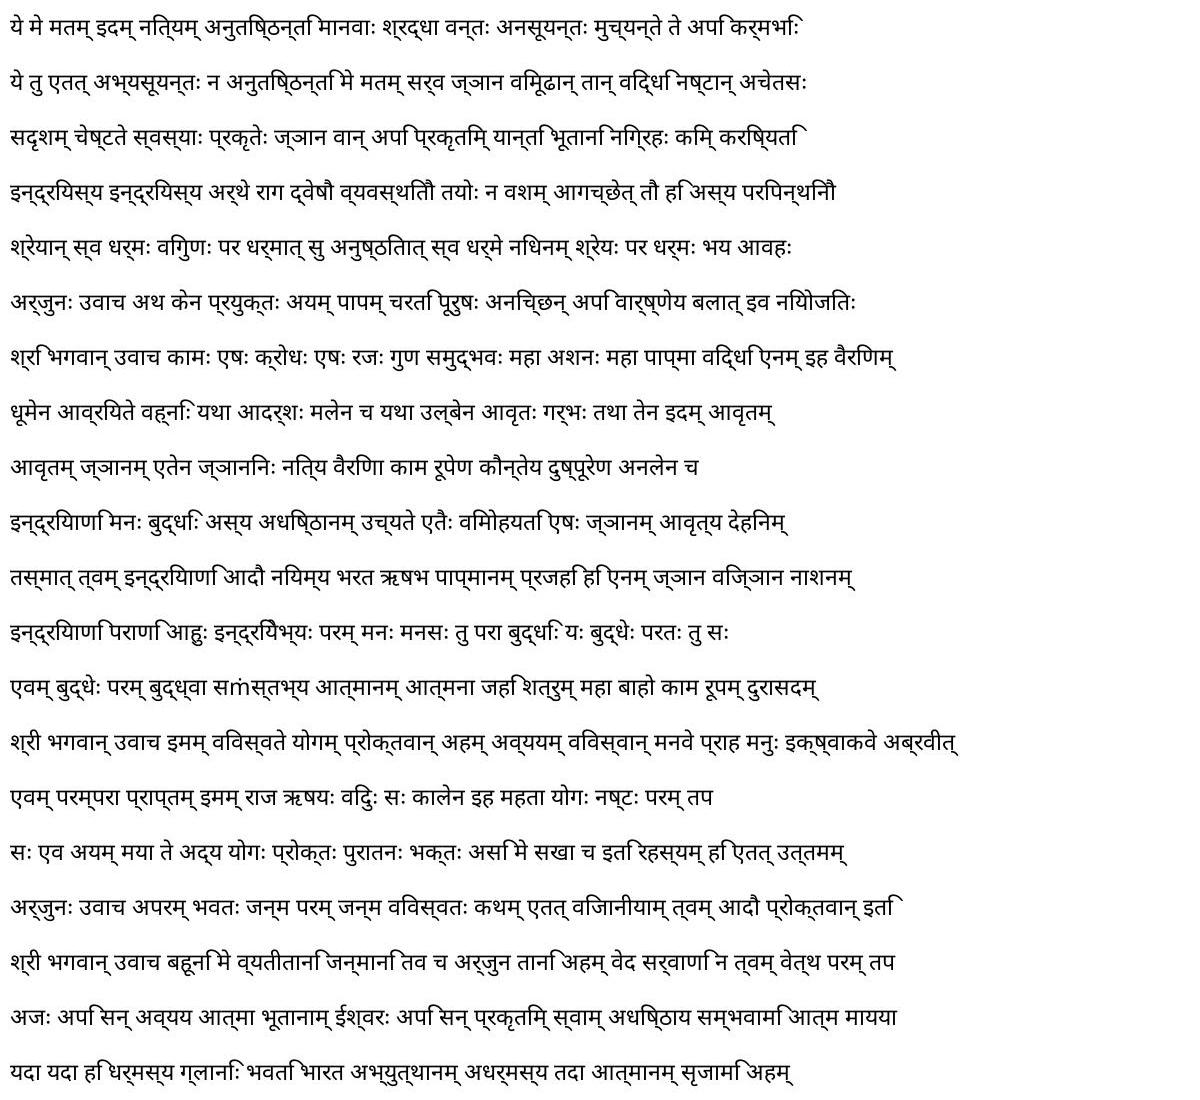 ये मे मतम् इदम् नित्यम् अनुतिष्ठन्ति मानवाः श्रद्धा वन्तः अनसूयन्तः मुच्यन्ते ते अपि कर्मभिः
ये तु एतत् अभ्यसूयन्तः न अनुतिष्ठन्ति मे मतम् सर्व ज्ञान विमूढान् तान् विद्धि नष्टान् अचेतसः
सदृशम् चेष्टते स्वस्याः प्रकृतेः ज्ञान वान् अपि प्रकृतिम् यान्ति भूतानि निग्रहः किम् करिष्यति
इन्द्रियस्य इन्द्रियस्य अर्थे राग द्वेषौ व्यवस्थितौ तयोः न वशम् आगच्छेत् तौ हि अस्य परिपन्थिनौ
श्रेयान् स्व धर्मः विगुणः पर धर्मात् सु अनुष्ठितात् स्व धर्मे निधनम् श्रेयः पर धर्मः भय आवहः
अर्जुनः उवाच अथ केन प्रयुक्तः अयम् पापम् चरति पूरुषः अनिच्छन् अपि वार्ष्णेय बलात् इव नियोजितः
श्रि भगवान् उवाच कामः एषः क्रोधः एषः रजः गुण समुद्भवः महा अशनः महा पाप्मा विद्धि एनम् इह वैरिणम्
धूमेन आव्रियते वह्निः यथा आदर्शः मलेन च यथा उल्बेन आवृतः गर्भः तथा तेन इदम् आवृतम्
आवृतम् ज्ञानम् एतेन ज्ञानिनः नित्य वैरिणा काम रूपेण कौन्तेय दुष्पूरेण अनलेन च
इन्द्रियाणि मनः बुद्धिः अस्य अधिष्ठानम् उच्यते एतैः विमोहयति एषः ज्ञानम् आवृत्य देहिनम्
तस्मात् त्वम् इन्द्रियाणि आदौ नियम्य भरत ऋषभ पाप्मानम् प्रजहि हि एनम् ज्ञान विज्ञान नाशनम्
इन्द्रियाणि पराणि आहुः इन्द्रियेभ्यः परम् मनः मनसः तु परा बुद्धिः यः बुद्धेः परतः तु सः
एवम् बुद्धेः परम् बुद्ध्वा सṁस्तभ्य आत्मानम् आत्मना जहि शत्रुम् महा बाहो काम रूपम् दुरासदम्
श्री भगवान् उवाच इमम् विवस्वते योगम् प्रोक्तवान् अहम् अव्ययम् विवस्वान् मनवे प्राह मनुः इक्ष्वाकवे अब्रवीत्
एवम् परम्परा प्राप्तम् इमम् राज ऋषयः विदुः सः कालेन इह महता योगः नष्टः परम् तप
सः एव अयम् मया ते अद्य योगः प्रोक्तः पुरातनः भक्तः असि मे सखा च इति रहस्यम् हि एतत् उत्तमम्
अर्जुनः उवाच अपरम् भवतः जन्म परम् जन्म विवस्वतः कथम् एतत् विजानीयाम् त्वम् आदौ प्रोक्तवान् इति
श्री भगवान् उवाच बहूनि मे व्यतीतानि जन्मानि तव च अर्जुन तानि अहम् वेद सर्वाणि न त्वम् वेत्थ परम् तप
अजः अपि सन् अव्यय आत्मा भूतानाम् ईश्वरः अपि सन् प्रकृतिम् स्वाम् अधिष्ठाय सम्भवामि आत्म मायया
यदा यदा हि धर्मस्य ग्लानिः भवति भारत अभ्युत्थानम् अधर्मस्य तदा आत्मानम् सृजामि अहम्